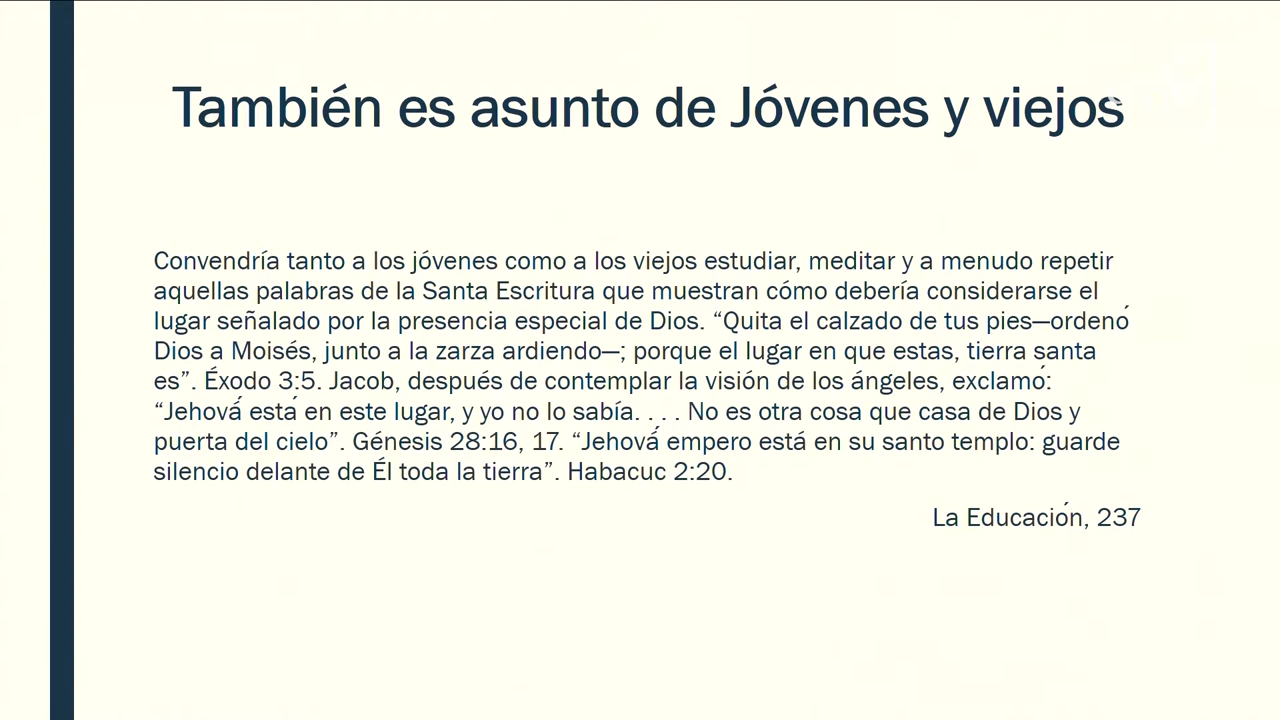 También es asunto de Jóvenes y viejos
Convendría tanto a los jóvenes como a los viejos estudiar, meditar y a menudo repetir
aquellas palabras de la Santa Escritura que muestran cómo debería considerarse el
lugar señalado por la presencia especial de Dios. “Quita el calzado de tus pies—ordenó
Dios a Moisés, junto a la zarza ardiendo—; porque el lugar en que estas, tierra santa
es”. Éxodo 3:5. Jacob, después de contemplar la visión de los ángeles, exclamó:
“Jehová está en este lugar, y yo no lo sabía. . . . No es otra cosa que casa de Dios y
puerta del cielo”. Génesis 28:16, 17. “Jehová empero está en su santo templo: guarde
silencio delante de Él toda la tierra”. Habacuc 2:20.
La Educación, 237